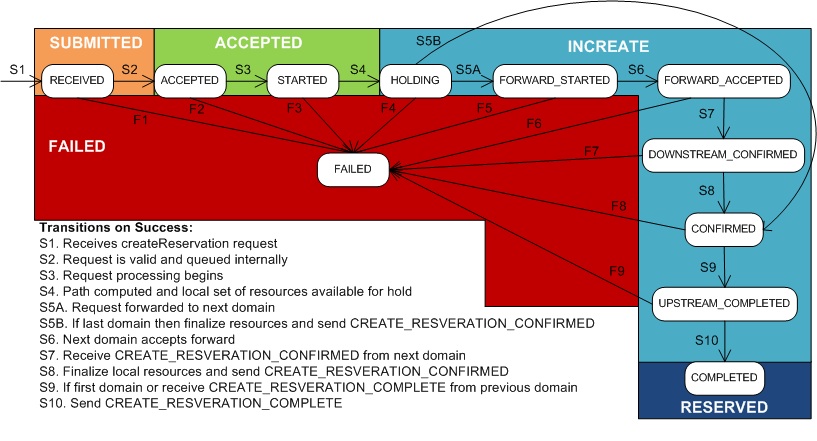 S5B
SUBMITTED
ACCEPTED
INCREATE
S1
RECEIVED
S2
ACCEPTED
S3
STARTED
S4
HOLDING
S5A
FORWARD_STARTED
S6
FORWARD_ACCEPTED
F1
F2
F3
F4
F5
F6
S7
FAILED
FAILED
F7
DOWNSTREAM_CONFIRMED
S8
F8
CONFIRMED
S9
F9
UPSTREAM_COMPLETED
S10
COMPLETED
RESERVED
Transitions on Success:
S1. Receives createReservation request
S2. Request is valid and queued internally
S3. Request processing begins
S4. Path computed and local set of resources available for hold
S5A. Request forwarded to next domain
S5B. If last domain then finalize resources and send CREATE_RESVERATION_CONFIRMED
S6. Next domain accepts forward
S7. Receive CREATE_RESVERATION_CONFIRMED from next domain
S8. Finalize local resources and send CREATE_RESVERATION_CONFIRMED
S9. If first domain or receive CREATE_RESVERATION_COMPLETE from previous domain
S10. Send CREATE_RESVERATION_COMPLETE